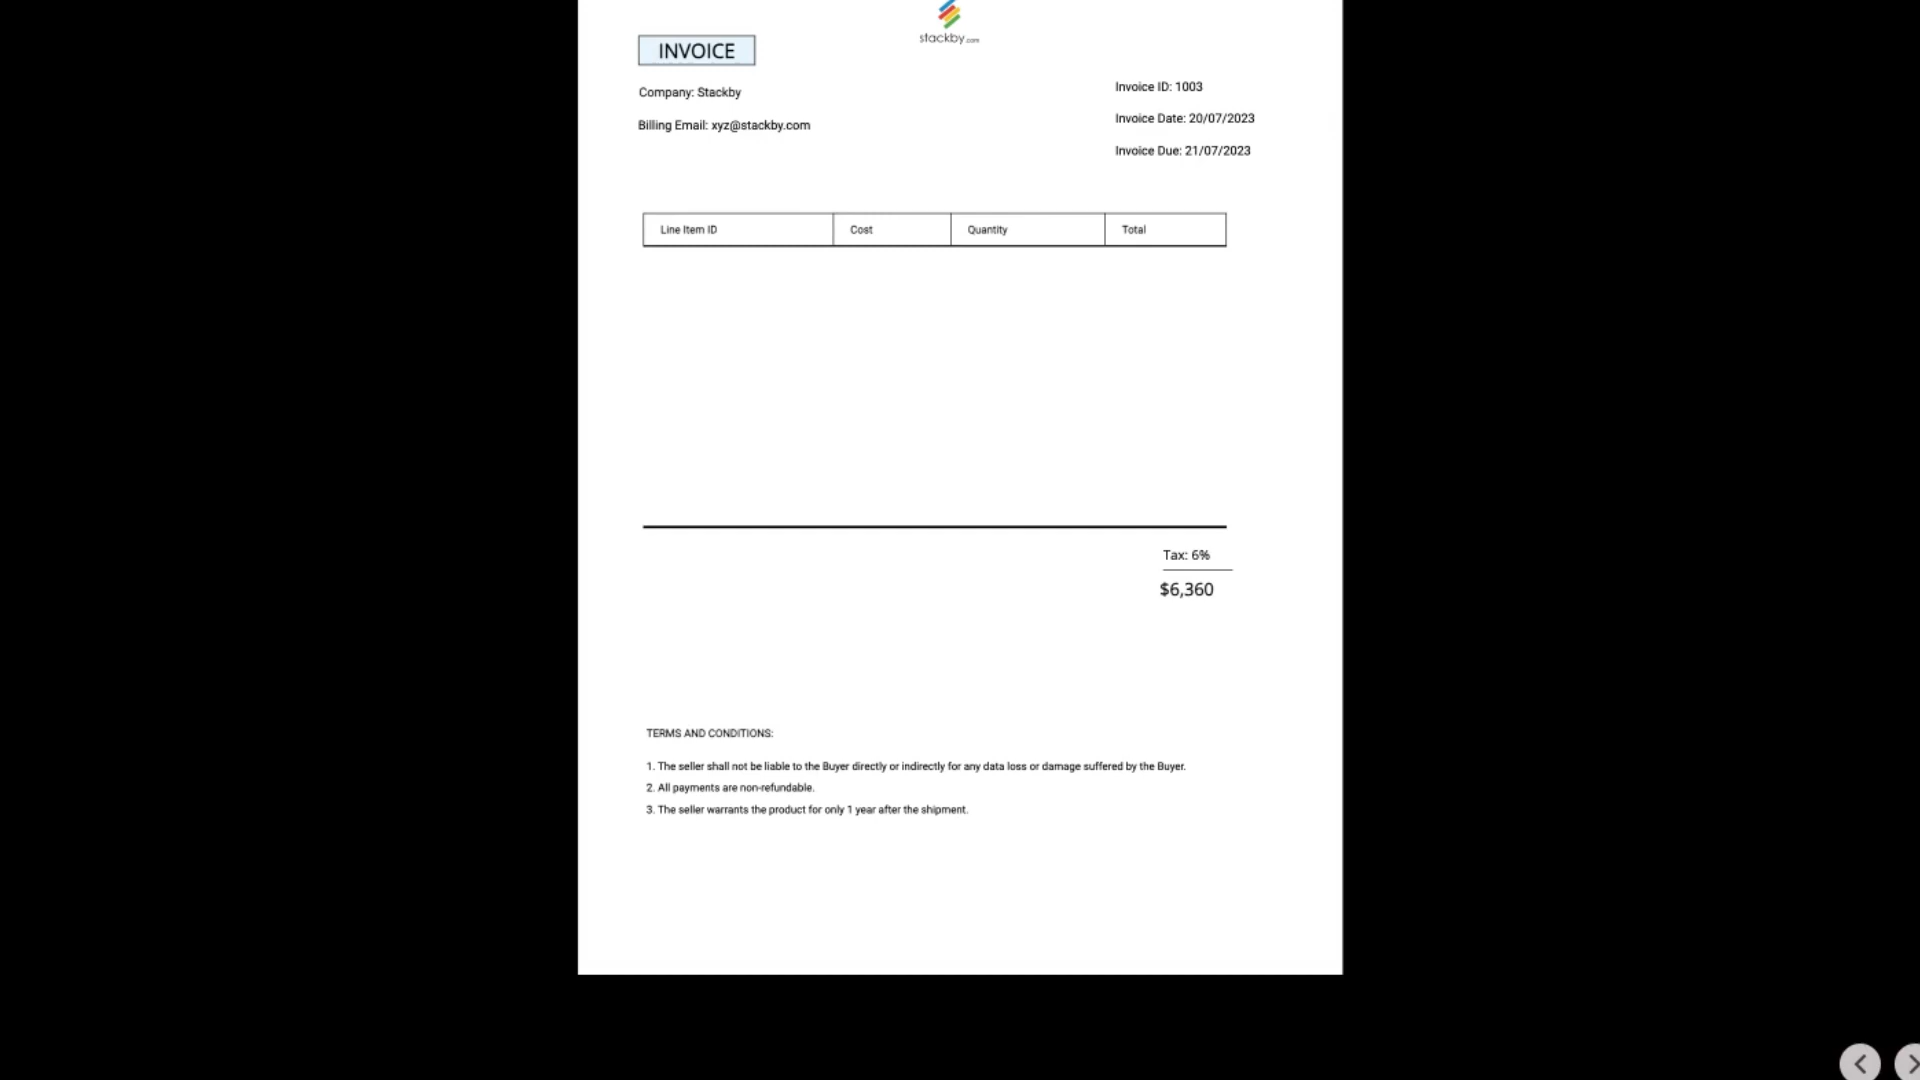 stackby.com
INVOICE
Company: Stackby
Billing Email: xyz@stackby.com
Invoice ID: 1003
Invoice Date: 20/07/2023
Invoice Due: 21/07/2023
Line Item ID Cost Quantity Total
Tax: 6%
$6,360
TERMS AND CONDITIONS:
1. The seller shall not be liable to the Buyer directly or indirectly for any data loss or damage suffered by the Buyer.
2. All payments are non-refundable.
3. The seller warrants the product for only 1 year after the shipment.